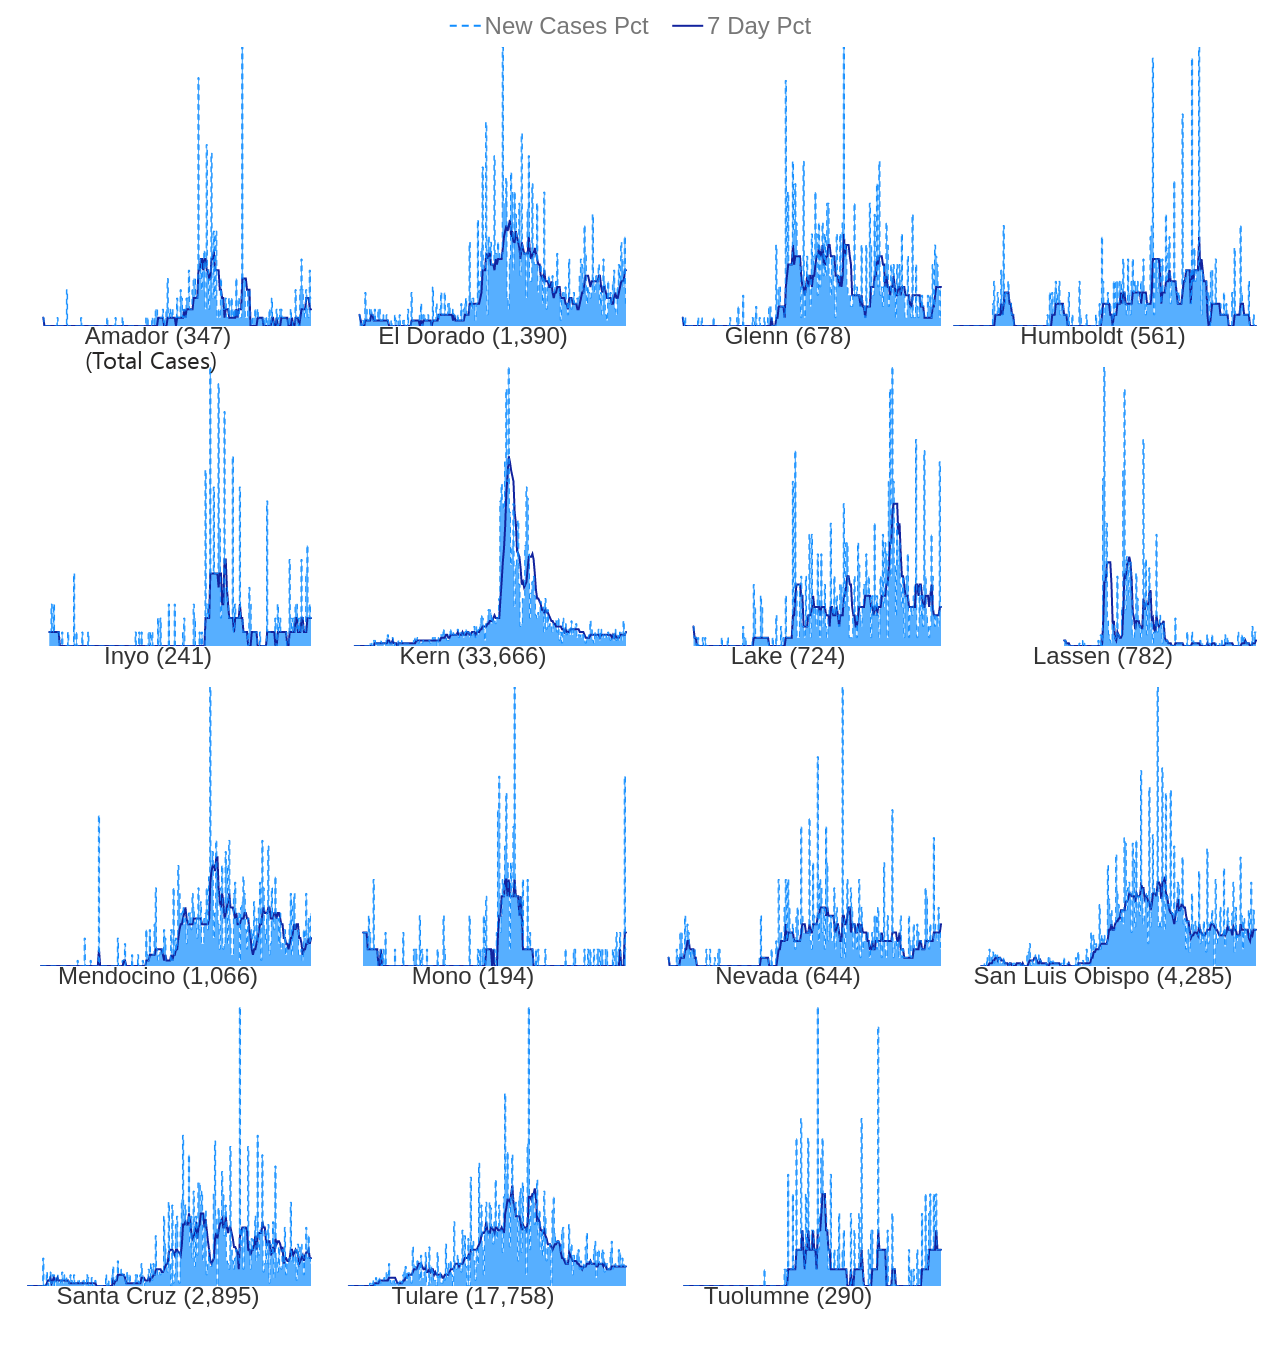 New Cases Pct 7 Day Pct
Amador (347)
(Total Cases)
El Dorado (1,390)
Glenn (678)
Humboldt (561)
Inyo (241)
Kern (33,666)
Lake (724)
Lassen (782)
Mendocino (1,066)
Mono (194)
Nevada (644)
San Luis Obispo (4,285)
Santa Cruz (2,895)
Tulare (17,758)
Tuolumne (290)